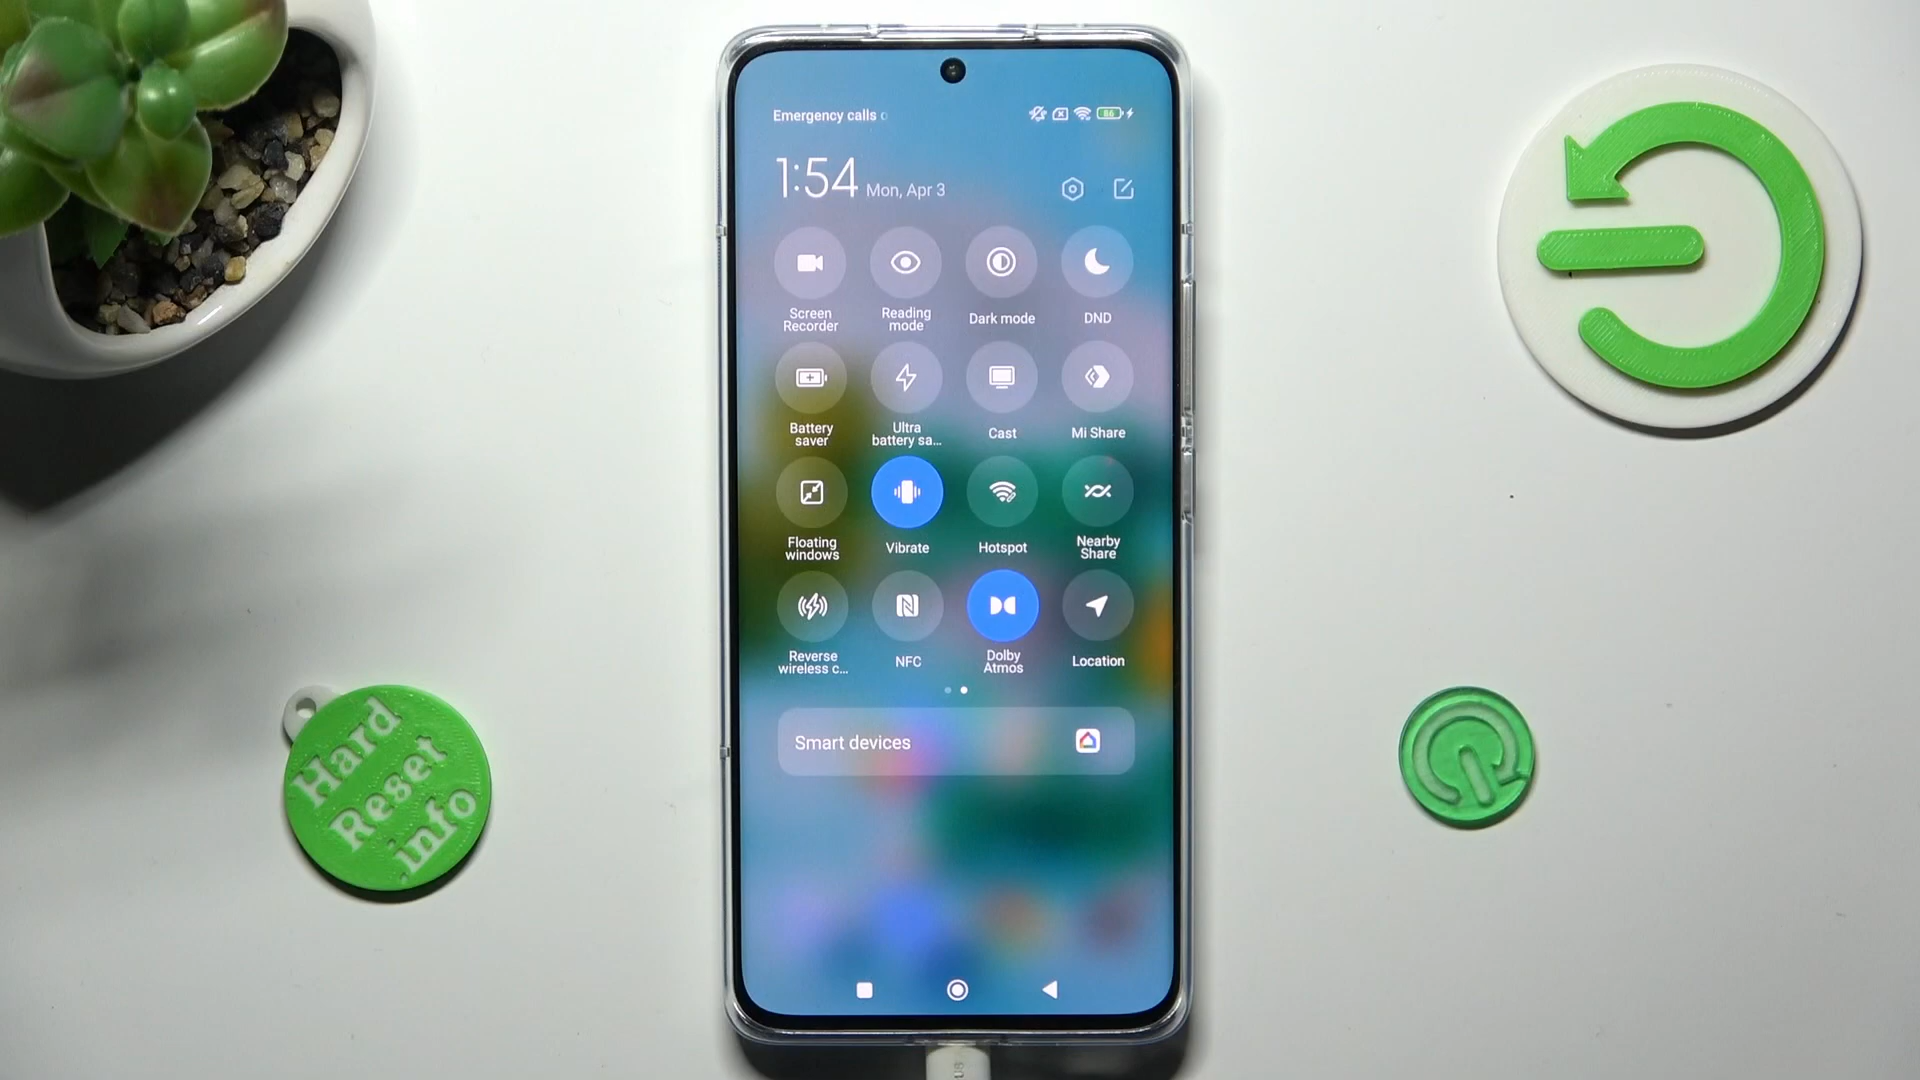 Emergency calls
86
1:54 Mon, Apr 3
Screen
Recorder
Reading
mode
Dark mode
DND
Battery
saver
Ultra
battery sa...
Cast
Mi Share
Floating
windows
Vibrate
Hotspot
Nearby
Share
Reverse
wireless c...
NFC
Dolby
Atmos
Location
Smart devices
Hard
Reset
.info